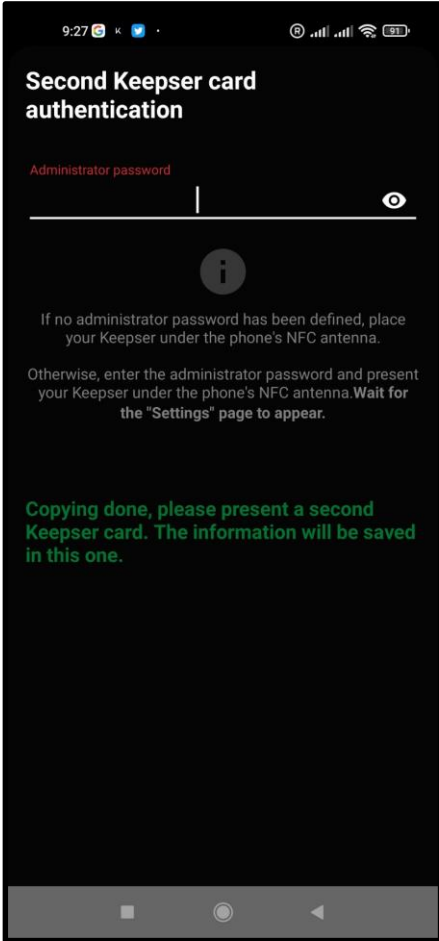 9:27 G K ·
R 91
Second Keepser card
authentication
Administrator password
i
If no administrator password has been defined, place
your Keepser under the phone's NFC antenna.
Otherwise, enter the administrator password and present
your Keepser under the phone's NFC antenna.Wait for
the "Settings" page to appear.
Copying done, please present a second
Keepser card. The information will be saved
in this one.